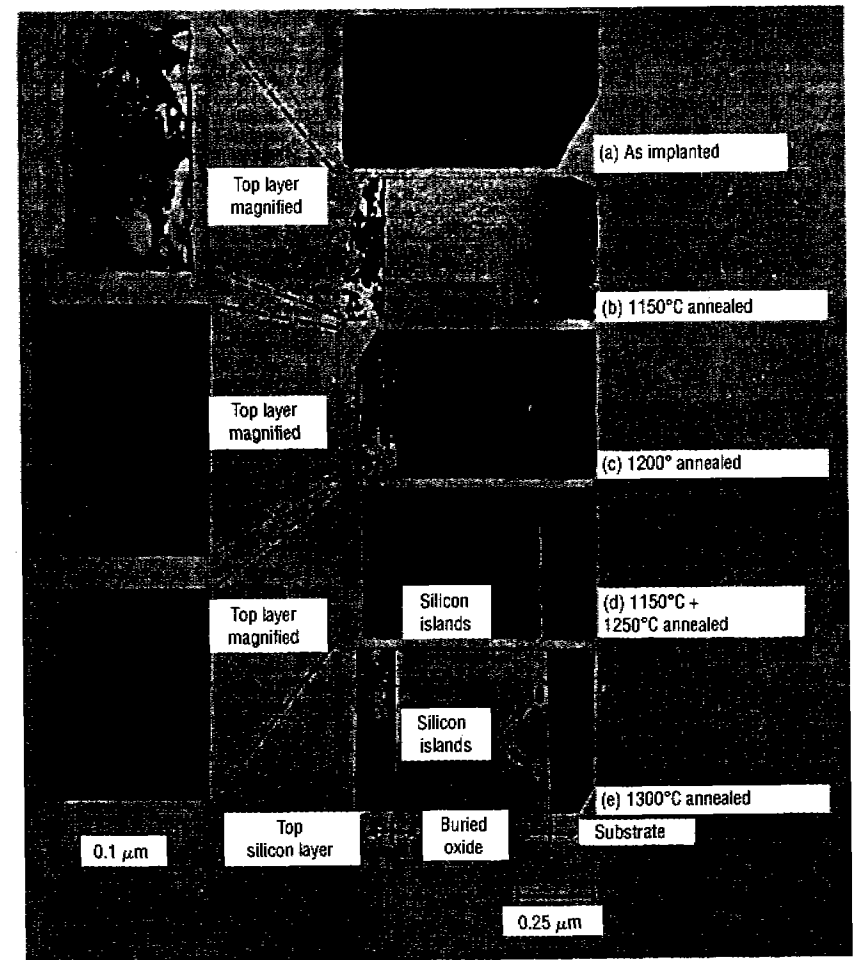 (a) As implanted
Top layer
magnified
(b) 1150°C annealed
Top layer
magnified
(c) 1200° annealed
Silicon
islands
(d) 1150°C +
1250°C annealed
Top layer
magnified
Silicon
islands
(e) 1300°C annealed
0.1 μm
Top
silicon layer
Buried
oxide
Substrate
0.25 μm